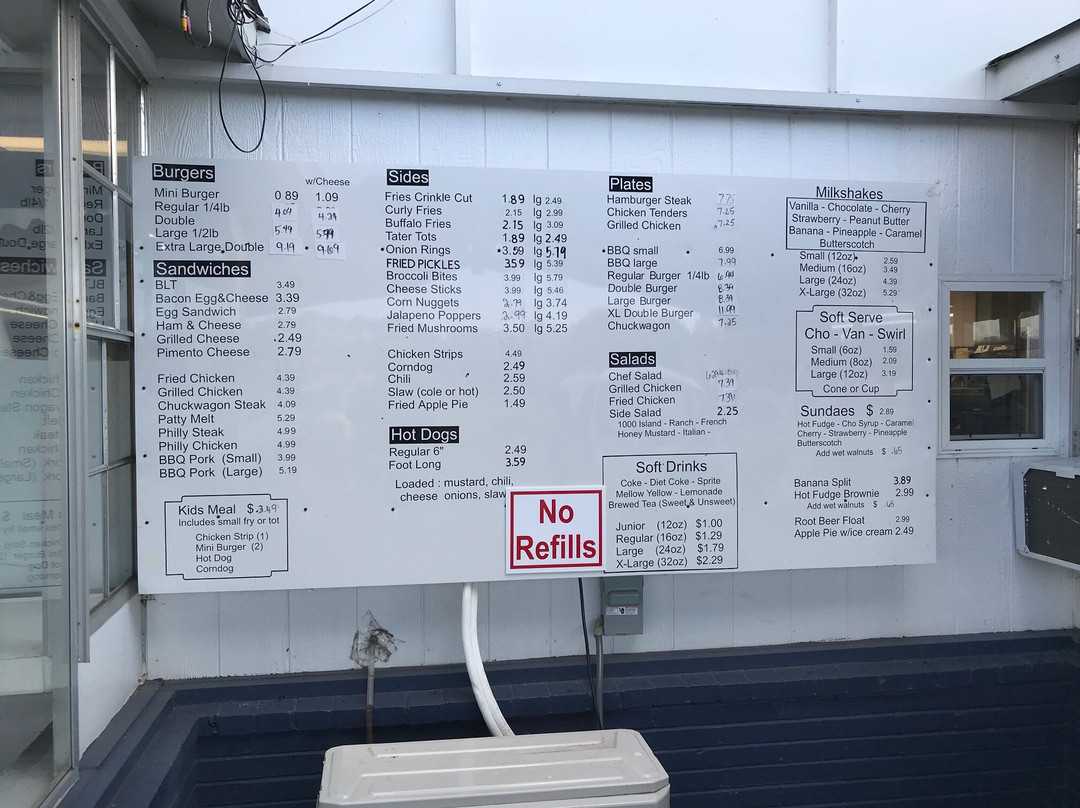 Burgers
w/Cheese
Mini Burger 0 89 1.09
Regular 1/4lb
Double 4.09 4.29
Large 1/2lb 5.49
Extra Large Double 9.19
Sandwiches
BLT 3.49
Bacon Egg&Cheese 3.39
Egg Sandwich 2.79
Ham & Cheese 2.79
Grilled Cheese 2.49
Pimento Cheese 2.79
Fried Chicken 4.39
Grilled Chicken 4.39
Chuckwagon Steak 4.09
Patty Melt 5.29
Philly Steak 4.99
Philly Chicken 4.99
BBQ Pork (Small) 3.99
BBQ Pork (Large) 5.19
Kids Meal $ 3.49
Includes small fry or tot
Chicken Strip (1)
Mini Burger (2)
Hot Dog
Corndog
Sides
Fries Crinkle Cut 1.89 lg 2.49
Curly Fries 2.15 lg 2.99
Buffalo Fries 2.15 lg 3.09
Tater Tots 1.89 lg 2.49
Onion Rings 3.59 lg 5.79
FRIED PICKLES 359 lg 5.39
Broccoli Bites 3.99 lg 5.79
Cheese Sticks 3.99 lg 5.46
Corn Nuggets 2.79 lg 3.74
Jalapeno Poppers 2.99 lg 4.19
Fried Mushrooms 3.50 lg 5.25
Chicken Strips 4.49
Corndog 2.49
Chili 2.59
Slaw (cole or hot) 2.50
Fried Apple Pie 1.49
Hot Dogs
Regular 6" 2.49
Foot Long 3.59
Loaded : mustard, chili,
cheese onions, slaw
No
Refills
Plates
Hamburger Steak 7.75
Chicken Tenders 7.25
Grilled Chicken 7.25
BBQ small 6.99
BBQ large 7.99
Regular Burger 1/4lb 6.99
Double Burger 8.79
Large Burger 8.39
XL Double Burger 11.09
Chuckwagon 7.25
Salads
Chef Salad
Grilled Chicken 7.39
Fried Chicken 7.39
Side Salad 2.25
1000 Island - Ranch - French
Honey Mustard - Italian -
Soft Drinks
Coke - Diet Coke - Sprite
Mellow Yellow - Lemonade
Brewed Tea (Sweet & Unsweet)
Junior (12oz) $1.00
Regular (16oz) $1.29
Large (24oz) $1.79
X-Large (32oz) $2.29
Milkshakes
Vanilla - Chocolate - Cherry
Strawberry - Peanut Butter
Banana - Pineapple - Caramel
Butterscotch
Small (12oz) 2.59
Medium (16oz) 3.49
Large (24oz) 4.39
X-Large (32oz) 5.29
Soft Serve
Cho - Van - Swirl
Small (6oz) 1.59
Medium (8oz) 2.09
Large (12oz) 3.19
Cone or Cup
Sundaes $ 2.89
Hot Fudge - Cho Syrup - Caramel
Cherry - Strawberry - Pineapple
Butterscotch
Add wet walnuts $ .65
Banana Split 3.89
Hot Fudge Brownie 2.99
Add wet walnuts $ .65
Root Beer Float 2.99
Apple Pie w/ice cream 2.49